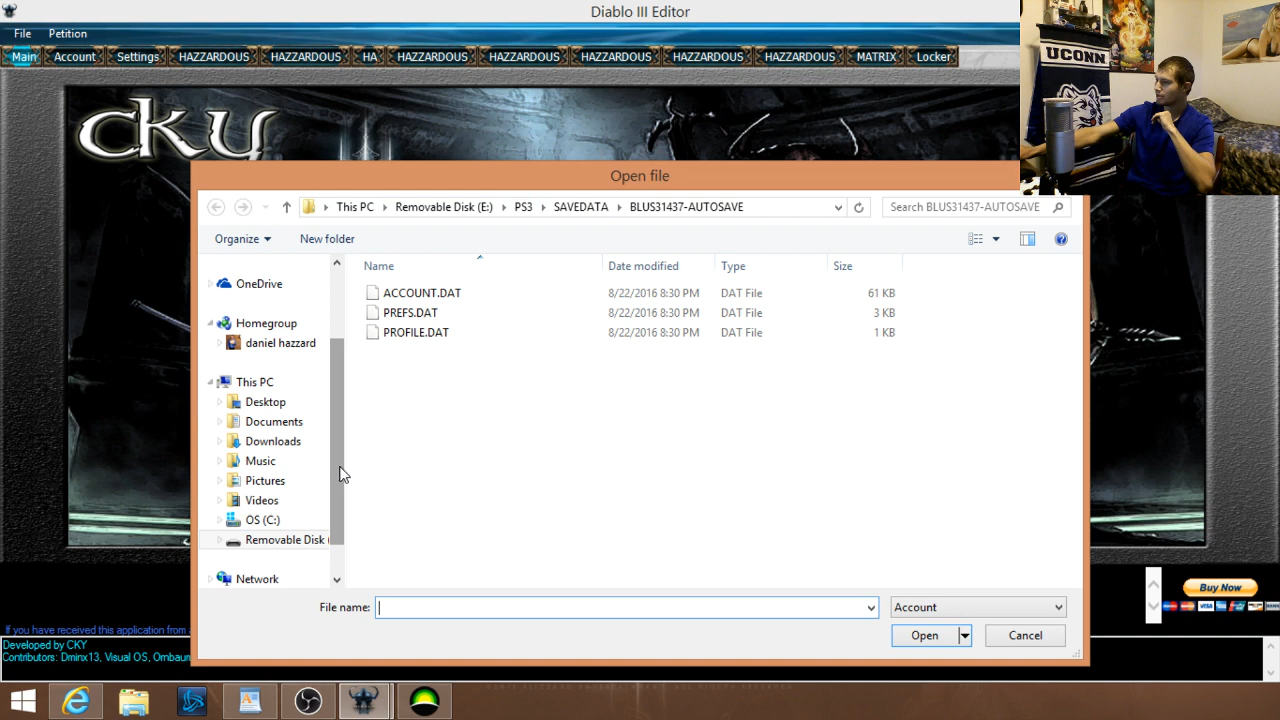 Diablo III Editor
File Petition
Main Account Settings HAZZARDOUS HAZZARDOUS HA HAZZARDOUS HAZZARDOUS HAZZARDOUS HAZZARDOUS HAZZARDOUS MATRIX Locker
UCONN
cky
Open file
This PC Removable Disk (E:) PS3 SAVEDATA BLUS31437-AUTOSAVE Search BLUS31437-AUTOSAVE
Organize New folder
Name Date modified Type Size
ACCOUNT.DAT 8/22/2016 8:30 PM DAT File 61 KB
PREFS.DAT 8/22/2016 8:30 PM DAT File 3 KB
PROFILE.DAT 8/22/2016 8:30 PM DAT File 1 KB
OneDrive
Homegroup
daniel hazzard
This PC
Desktop
Documents
Downloads
Music
Pictures
Videos
OS (C:)
Removable Disk (
Network
File name: Account
Open Cancel
Buy Now
VISA
If you have received this application from
Developed by CKY
Contributors: Dminx13, Visual OS, Ombaun